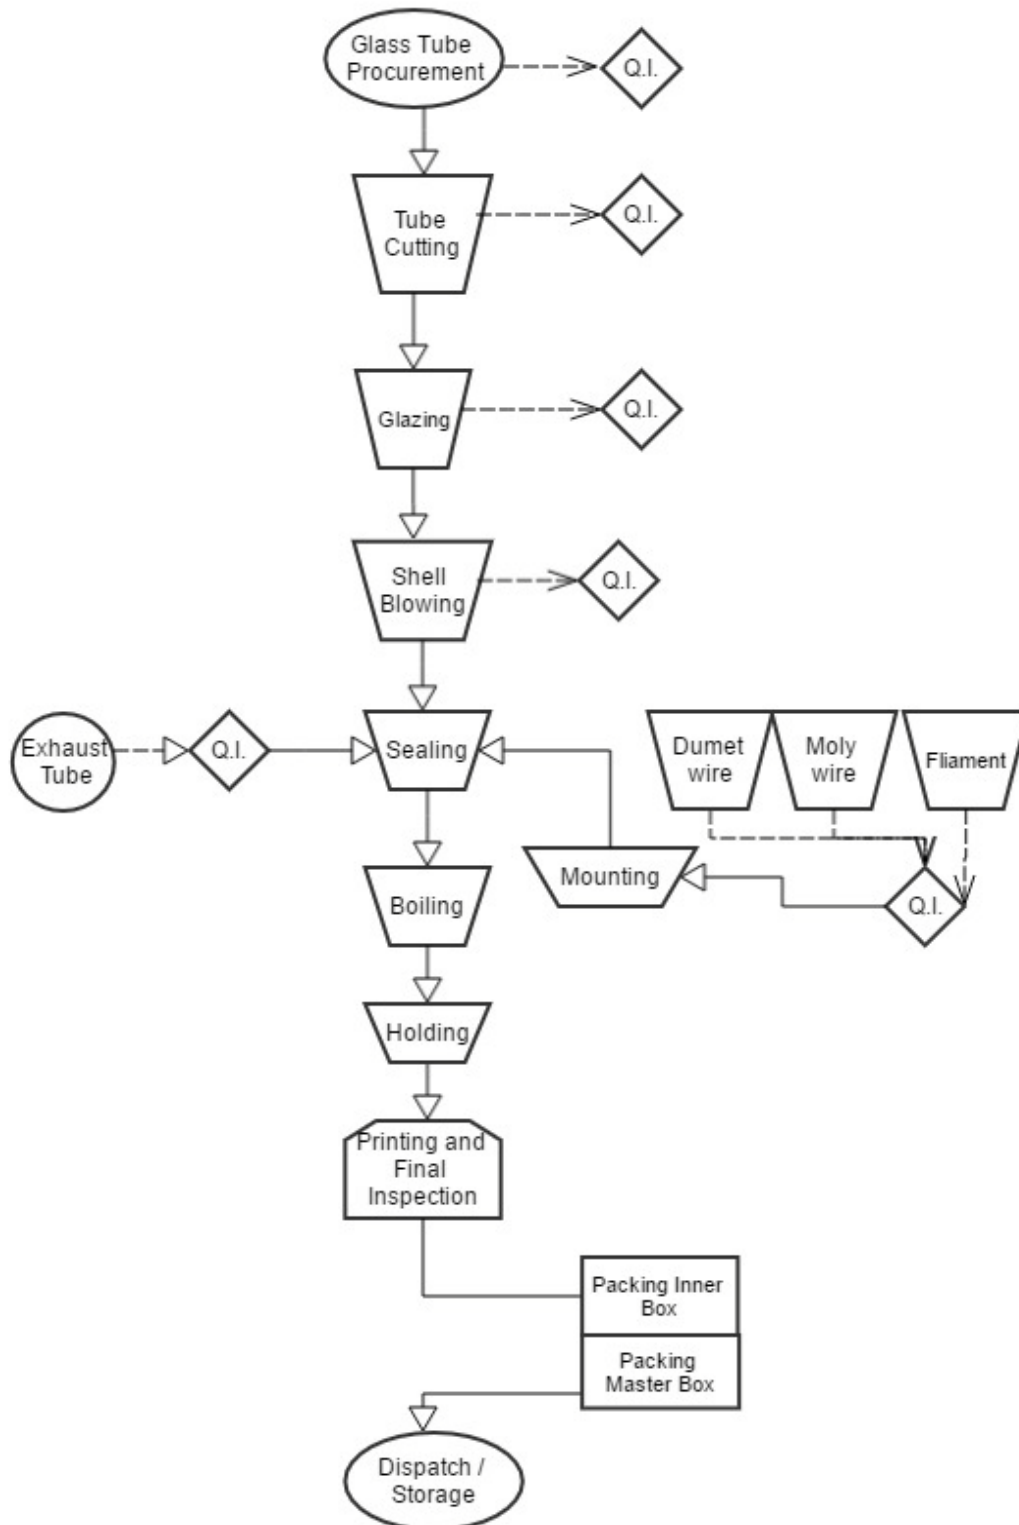 Glass Tube
Procurement
Q.I.
Tube
Cutting
Q.I.
Glazing
Q.I.
Shell
Blowing
Q.I.
Exhaust
Tube
Q.I.
Sealing
Dumet
wire
Moly
wire
Fliament
Mounting
Q.I.
Boiling
Holding
Printing and
Final
Inspection
Packing Inner
Box
Packing
Master Box
Dispatch /
Storage